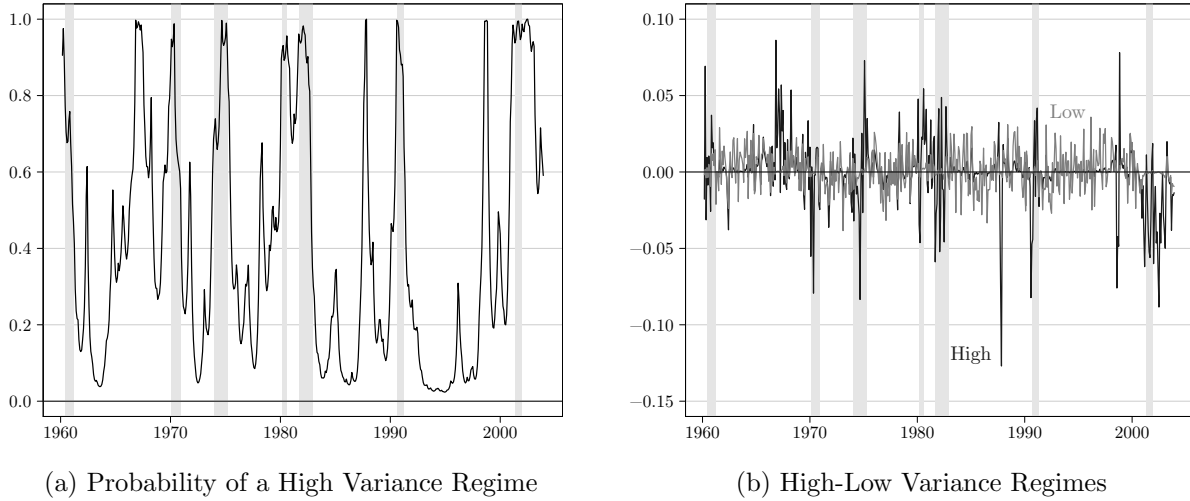 1.0
0.8
0.6
0.4
0.2
0.0
1960 1970 1980 1990 2000
(a) Probability of a High Variance Regime
0.10
0.05
0.00
−0.05
−0.10
−0.15
Low
High
1960 1970 1980 1990 2000
(b) High-Low Variance Regimes